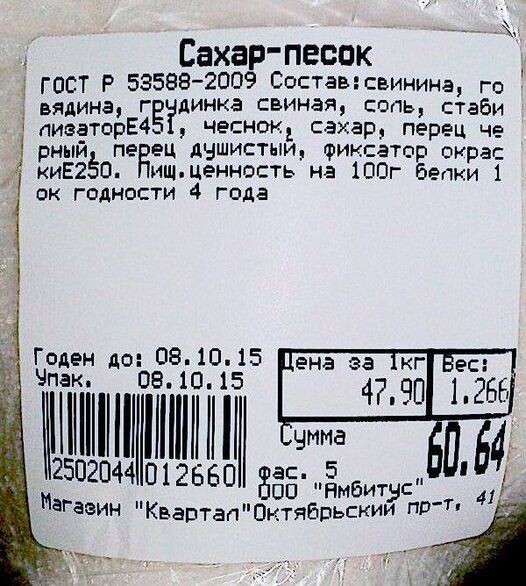 Сахар-песок
ГОСТ Р 53588-2009 Состав:свинина, го
вядина, грудинка свиная, соль, стаби
лизаторЕ451, чеснок, сахар, перец че
рный, перец душистый, фиксатор окрас
киЕ250. Пищ.ценность на 100г белки 1
ок годности 4 года
Годен до: 08.10.15
Упак. 08.10.15
Цена за 1кг Вес:
47.90 1.266
Сумма 60.64
2502044012660
фас. 5
ООО "Амбитус"
Магазин "Квартал"Октябрьский пр-т, 41